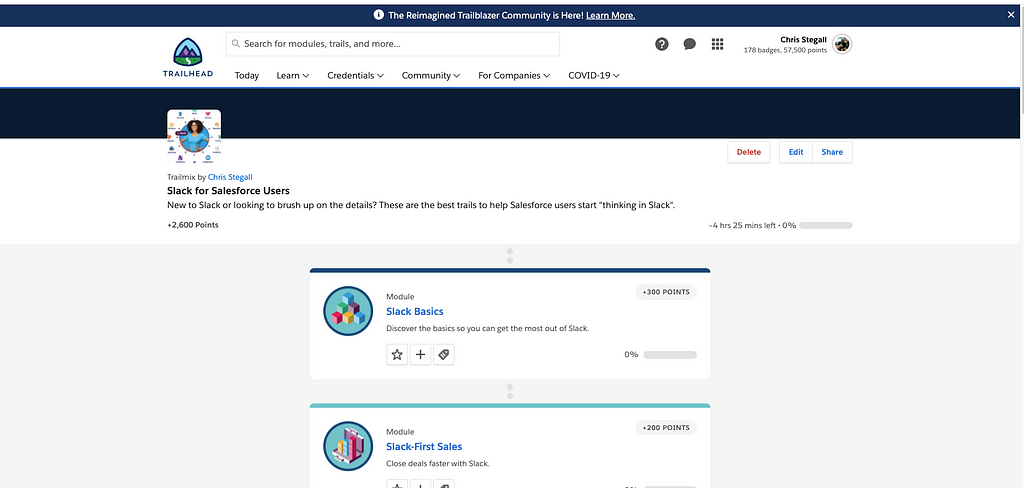 The Reimagined Trailblazer Community is Here! Learn More.
TRAILHEAD
Search for modules, trails, and more...
Chris Stegall
178 badges, 57,500 points
Today Learn Credentials Community For Companies COVID-19
Delete Edit Share
Trailmix by Chris Stegall
Slack for Salesforce Users
New to Slack or looking to brush up on the details? These are the best trails to help Salesforce users start "thinking in Slack".
+2,600 Points
~4 hrs 25 mins left • 0%
+300 POINTS
Module
Slack Basics
Discover the basics so you can get the most out of Slack.
0%
+200 POINTS
Module
Slack-First Sales
Close deals faster with Slack.